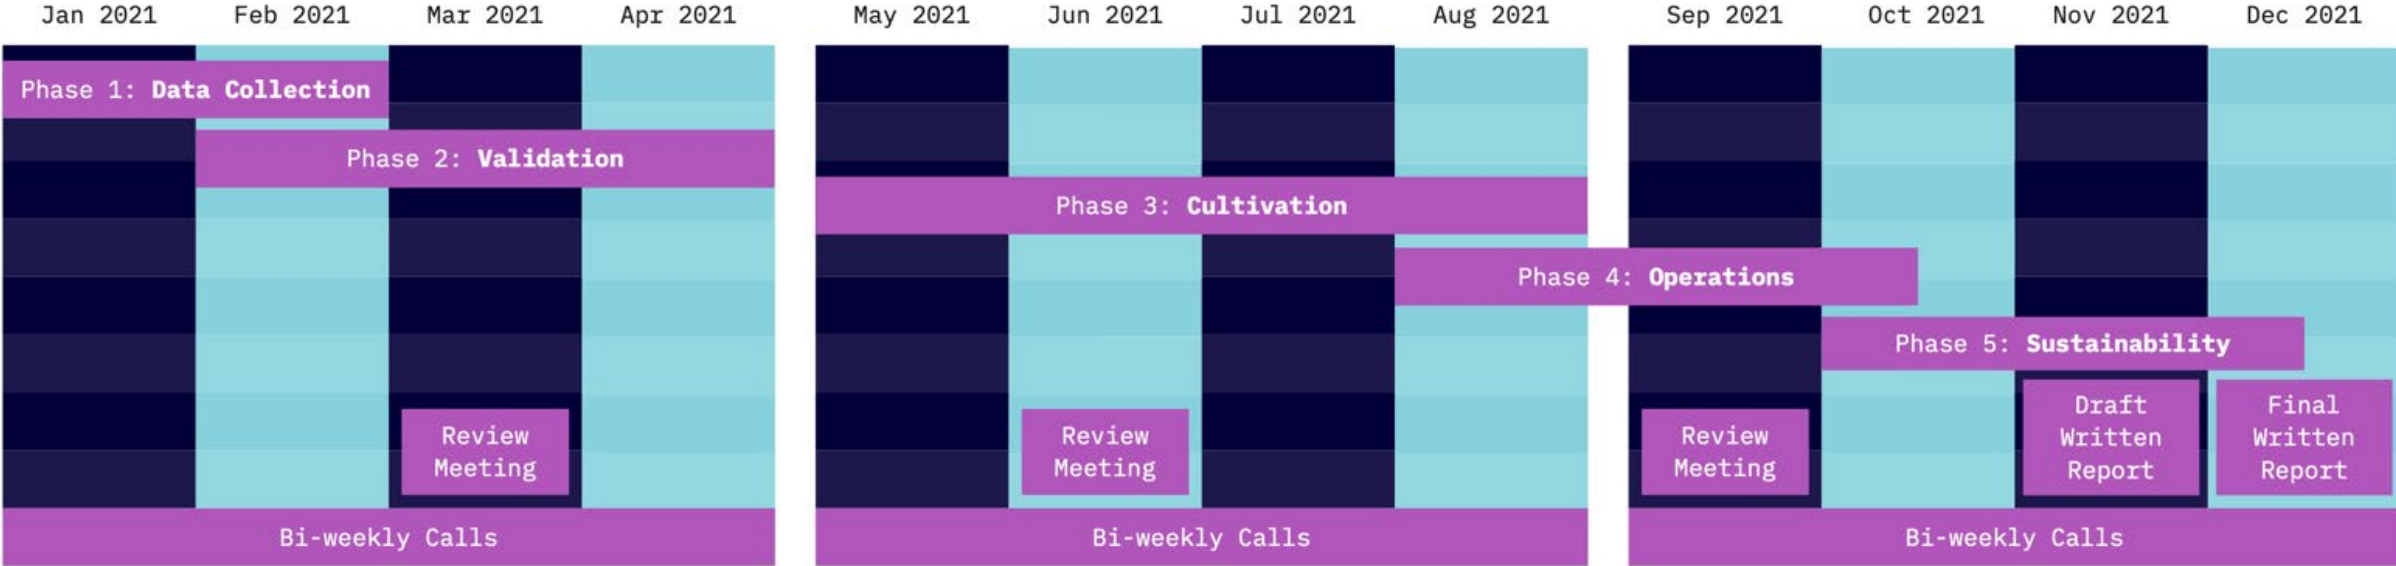 Jan 2021 Feb 2021 Mar 2021 Apr 2021 May 2021 Jun 2021 Jul 2021 Aug 2021 Sep 2021 Oct 2021 Nov 2021 Dec 2021
Phase 1: Data Collection
Phase 2: Validation
Phase 3: Cultivation
Phase 4: Operations
Phase 5: Sustainability
Review
Meeting
Review
Meeting
Review
Meeting
Draft
Written
Report
Final
Written
Report
Bi-weekly Calls
Bi-weekly Calls
Bi-weekly Calls